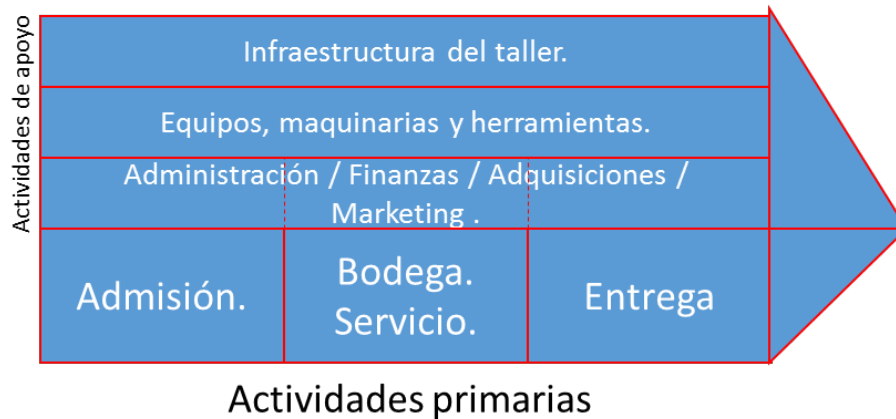 Actividades de apoyo
Infraestructura del taller.
Equipos, maquinarias y herramientas.
Administración / Finanzas / Adquisiciones /
Marketing .
Admisión.
Bodega.
Servicio.
Entrega
Actividades primarias